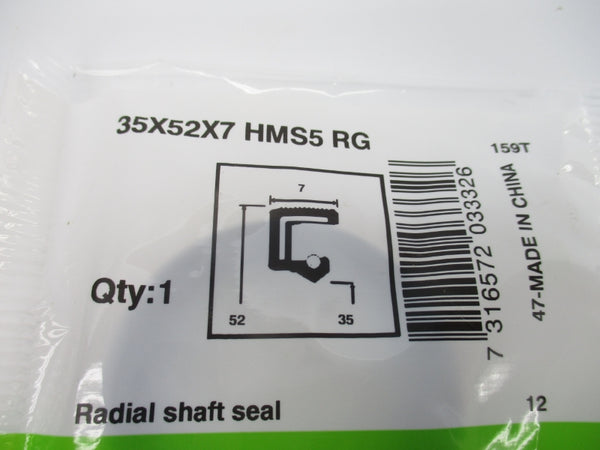 35X52X7 HMS5 RG
159T
7
Qty:1
52
35
7 316572 033326
47-MADE IN CHINA
Radial shaft seal
12